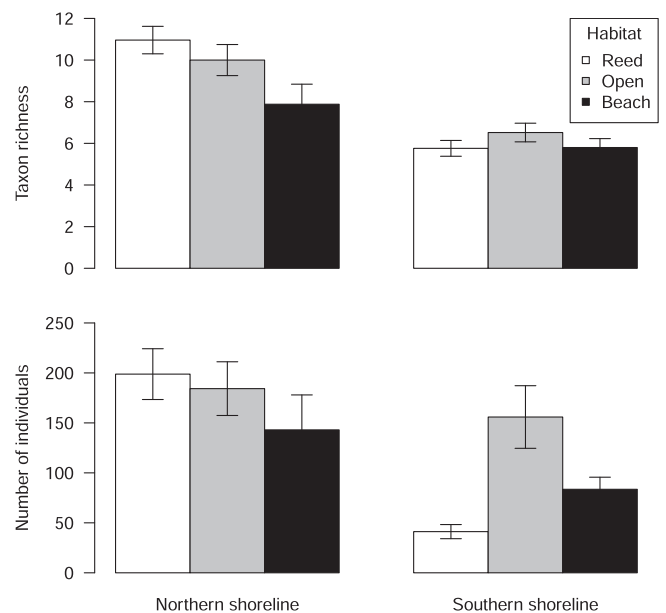 12
10
8
6
4
2
0
Taxon richness
Habitat
Reed
Open
Beach
250
200
150
100
50
0
Number of individuals
Northern shoreline
Southern shoreline